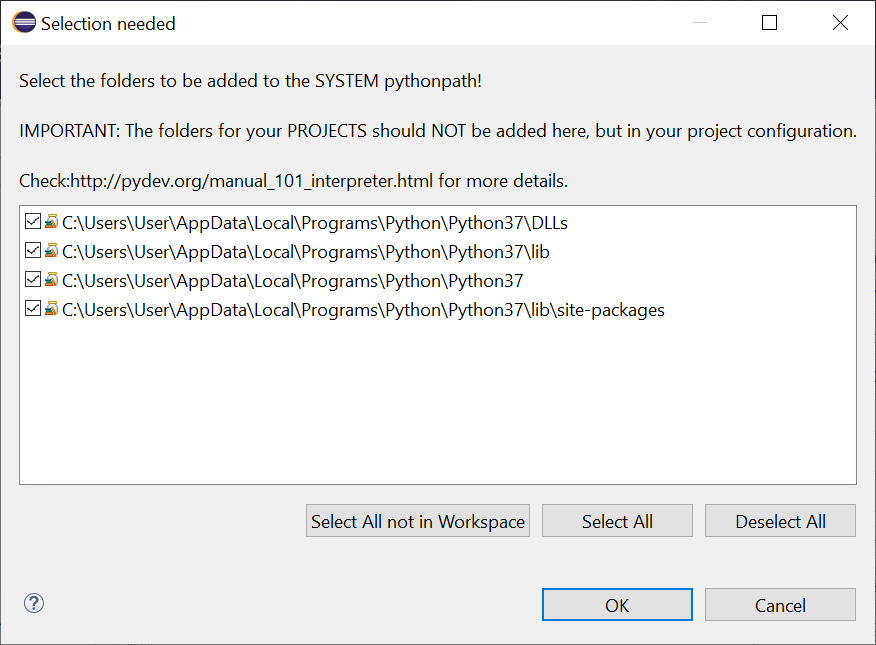 Selection needed
Select the folders to be added to the SYSTEM pythonpath!
IMPORTANT: The folders for your PROJECTS should NOT be added here, but in your project configuration.
Check:http://pydev.org/manual_101_interpreter.html for more details.
C:\Users\User\AppData\Local\Programs\Python\Python37\DLLs
C:\Users\User\AppData\Local\Programs\Python\Python37\lib
C:\Users\User\AppData\Local\Programs\Python\Python37
C:\Users\User\AppData\Local\Programs\Python\Python37\lib\site-packages
Select All not in Workspace
Select All
Deselect All
?
OK
Cancel